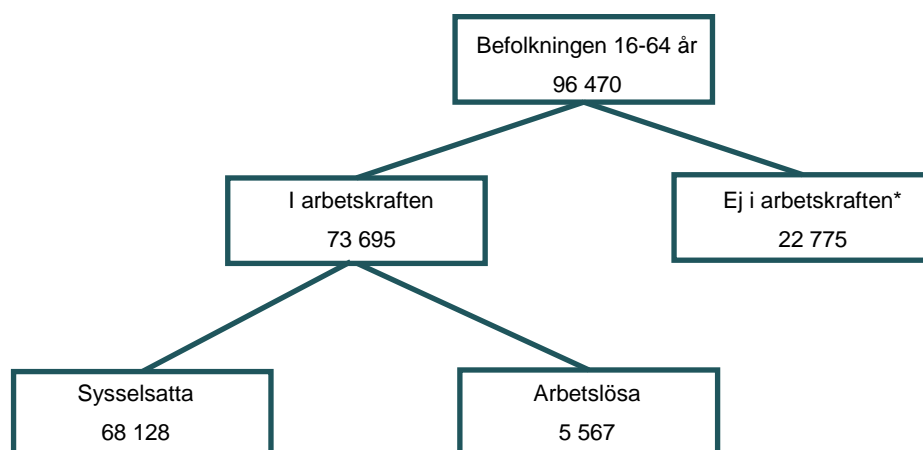 Befolkningen 16-64 år
96 470
I arbetskraften
73 695
Ej i arbetskraften*
22 775
Sysselsatta
68 128
Arbetslösa
5 567